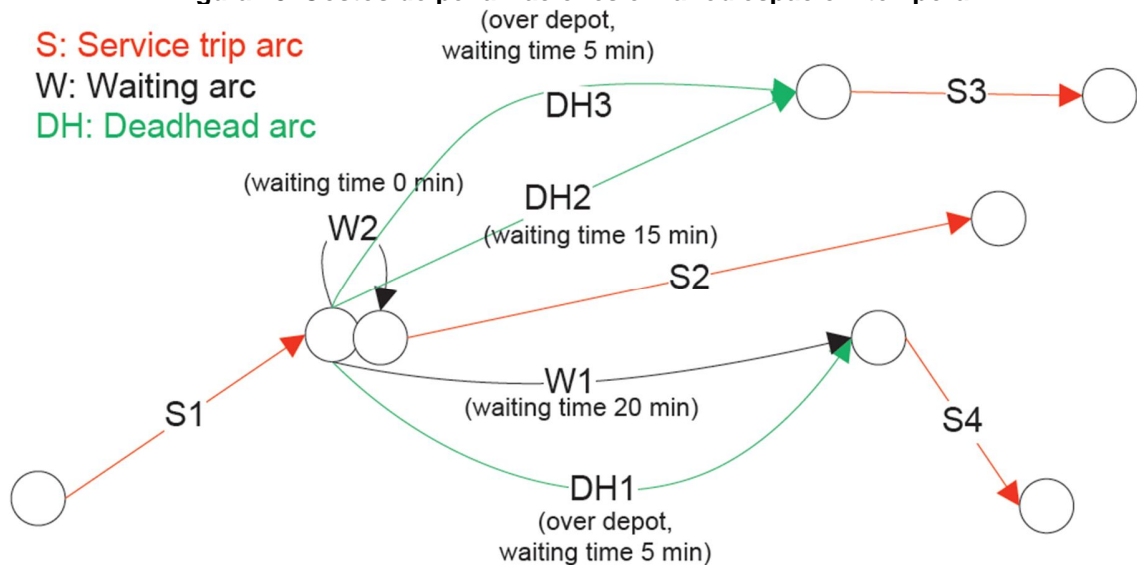 (over depot,
waiting time 5 min)
S: Service trip arc
W: Waiting arc
DH: Deadhead arc
DH3
S3
(waiting time 0 min)
DH2
W2
(waiting time 15 min)
S2
W1
(waiting time 20 min)
S1
S4
DH1
(over depot,
waiting time 5 min)